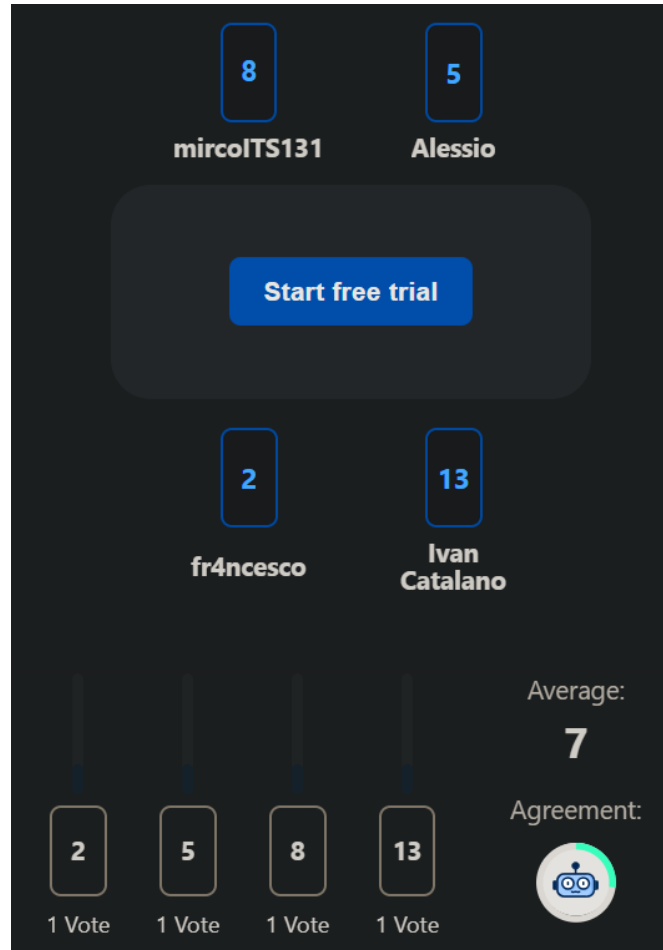 8
5
mircoITS131
Alessio
Start free trial
2
13
fr4ncesco
Ivan
Catalano
Average:
7
Agreement:
2
5
8
13
1 Vote
1 Vote
1 Vote
1 Vote